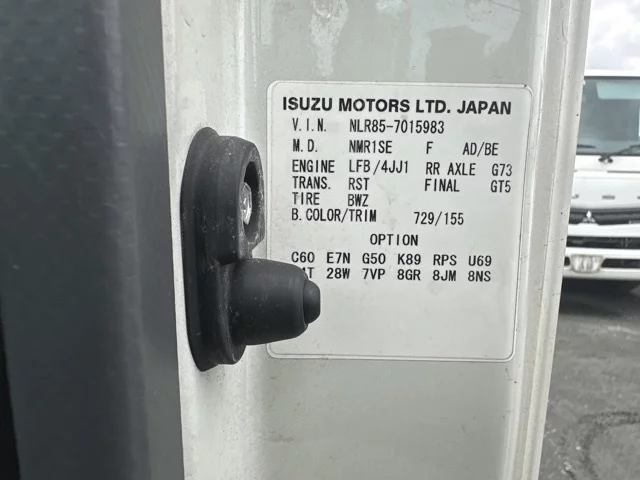 ISUZU MOTORS LTD. JAPAN
V.I.N. NLR85-7015983
M.D. NMR1SE F AD/BE
ENGINE LFB/4JJ1 RR AXLE G73
TRANS. RST FINAL GT5
TIRE BWZ
B.COLOR/TRIM 729/155
OPTION
C60 E7N G50 K89 RPS U69
28W 7VP 8GR 8JM 8NS